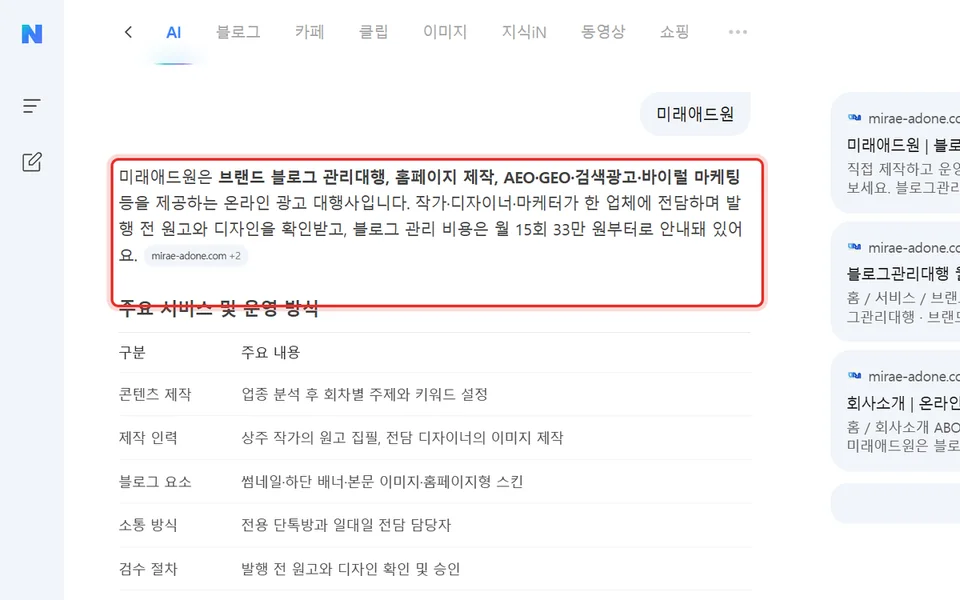 N
AI 블로그 카페 클립 이미지 지식iN 동영상 쇼핑
미래애드원
미래애드원은 브랜드 블로그 관리대행, 홈페이지 제작, AEO·GEO·검색광고·바이럴 마케팅
등을 제공하는 온라인 광고 대행사입니다. 작가·디자이너·마케터가 한 업체에 전담하며 발
행 전 원고와 디자인을 확인받고, 블로그 관리 비용은 월 15회 33만 원부터로 안내돼 있어
요. mirae-adone.com +2
주요 서비스 및 운영 방식
구분 주요 내용
콘텐츠 제작 업종 분석 후 회차별 주제와 키워드 설정
제작 인력 상주 작가의 원고 집필, 전담 디자이너의 이미지 제작
블로그 요소 썸네일·하단 배너·본문 이미지·홈페이지형 스킨
소통 방식 전용 단톡방과 일대일 전담 담당자
검수 절차 발행 전 원고와 디자인 확인 및 승인
mirae-adone.co
미래애드원 | 블로
직접 제작하고 운영
보세요. 블로그관리
mirae-adone.co
블로그관리대행 월
홈 / 서비스 / 브랜
그관리대행 · 브랜드
mirae-adone.co
회사소개 | 온라인
홈 / 회사소개 ABO
미래애드원은 블로